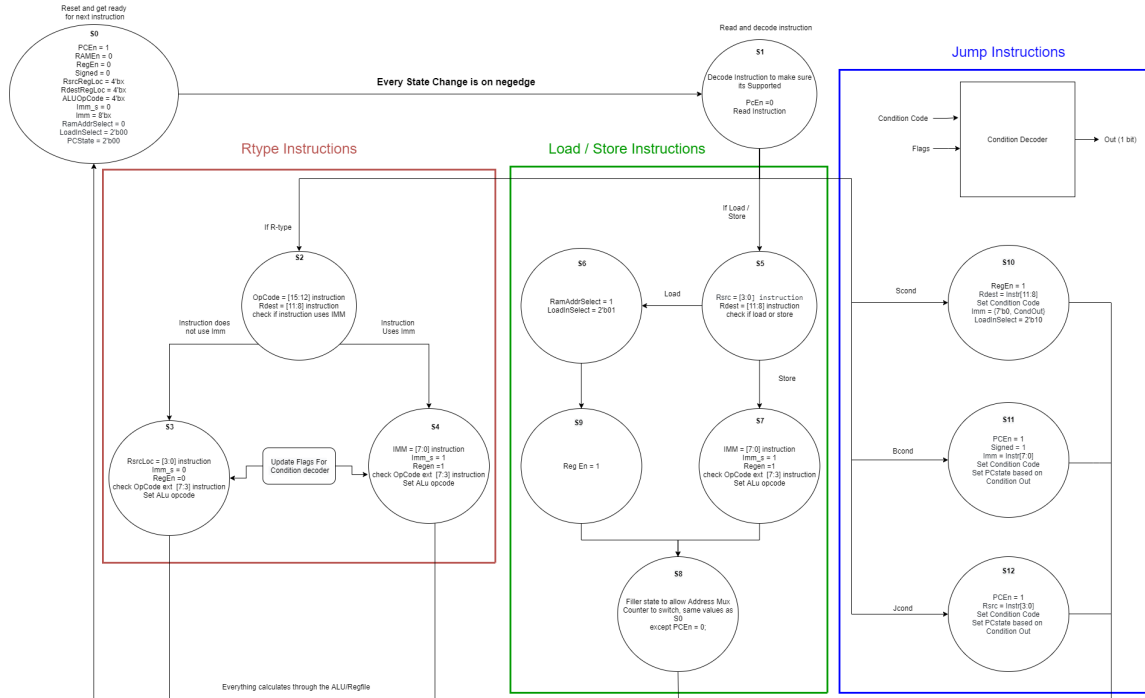 Reset and get ready
for next instruction
S0
PCEn = 1
RAMEn = 0
RegEn = 0
Signed = 0
RsrcRegLoc = 4'bx
RdestRegLoc = 4'bx
ALUOpCode = 4'bx
Imm_s = 0
Imm = 8'bx
RamAddrSelect = 0
LoadInSelect = 2'b00
PCState = 2'b00
Every State Change is on negedge
Read and decode instruction
S1
Decode Instruction to make sure
its Supported
PcEn =0
Read Instruction
Rtype Instructions
If R-type
S2
OpCode = [15:12] instruction
Rdest = [11:8] instruction
check if instruction uses IMM
Instruction does
not use Imm
Instruction
Uses Imm
S3
RsrcLoc = [3:0] instruction
Imm_s = 0
RegEn =0
check OpCode ext [7:3] instruction
Set ALu opcode
Update Flags For
Condition decoder
S4
IMM = [7:0] instruction
Imm_s = 1
Regen =1
check OpCode ext [7:3] instruction
Set ALu opcode
Everything calculates through the ALU/Regfile
Load / Store Instructions
If Load /
Store
S6
RamAddrSelect = 1
LoadInSelect = 2'b01
Load
S5
Rsrc = [3:0] instruction
Rdest = [11:8] instruction
check if load or store
Store
S9
Reg En = 1
S7
IMM = [7:0] instruction
Imm_s = 1
Regen =1
check OpCode ext [7:3] instruction
Set ALu opcode
S8
Filler state to allow Address Mux
Counter to switch, same values as
S0
except PCEn = 0;
Jump Instructions
Condition Code
Flags
Condition Decoder
Out (1 bit)
Scond
S10
RegEn = 1
Rdest = Instr[11:8]
Set Condition Code
Imm = {7'b0, CondOut}
LoadInSelect = 2'b10
Bcond
S11
PCEn = 1
Signed = 1
Imm = Instr[7:0]
Set Condition Code
Set PCstate based on
Condition Out
Jcond
S12
PCEn = 1
Rsrc = Instr[3:0]
Set Condition Code
Set PCstate based on
Condition Out